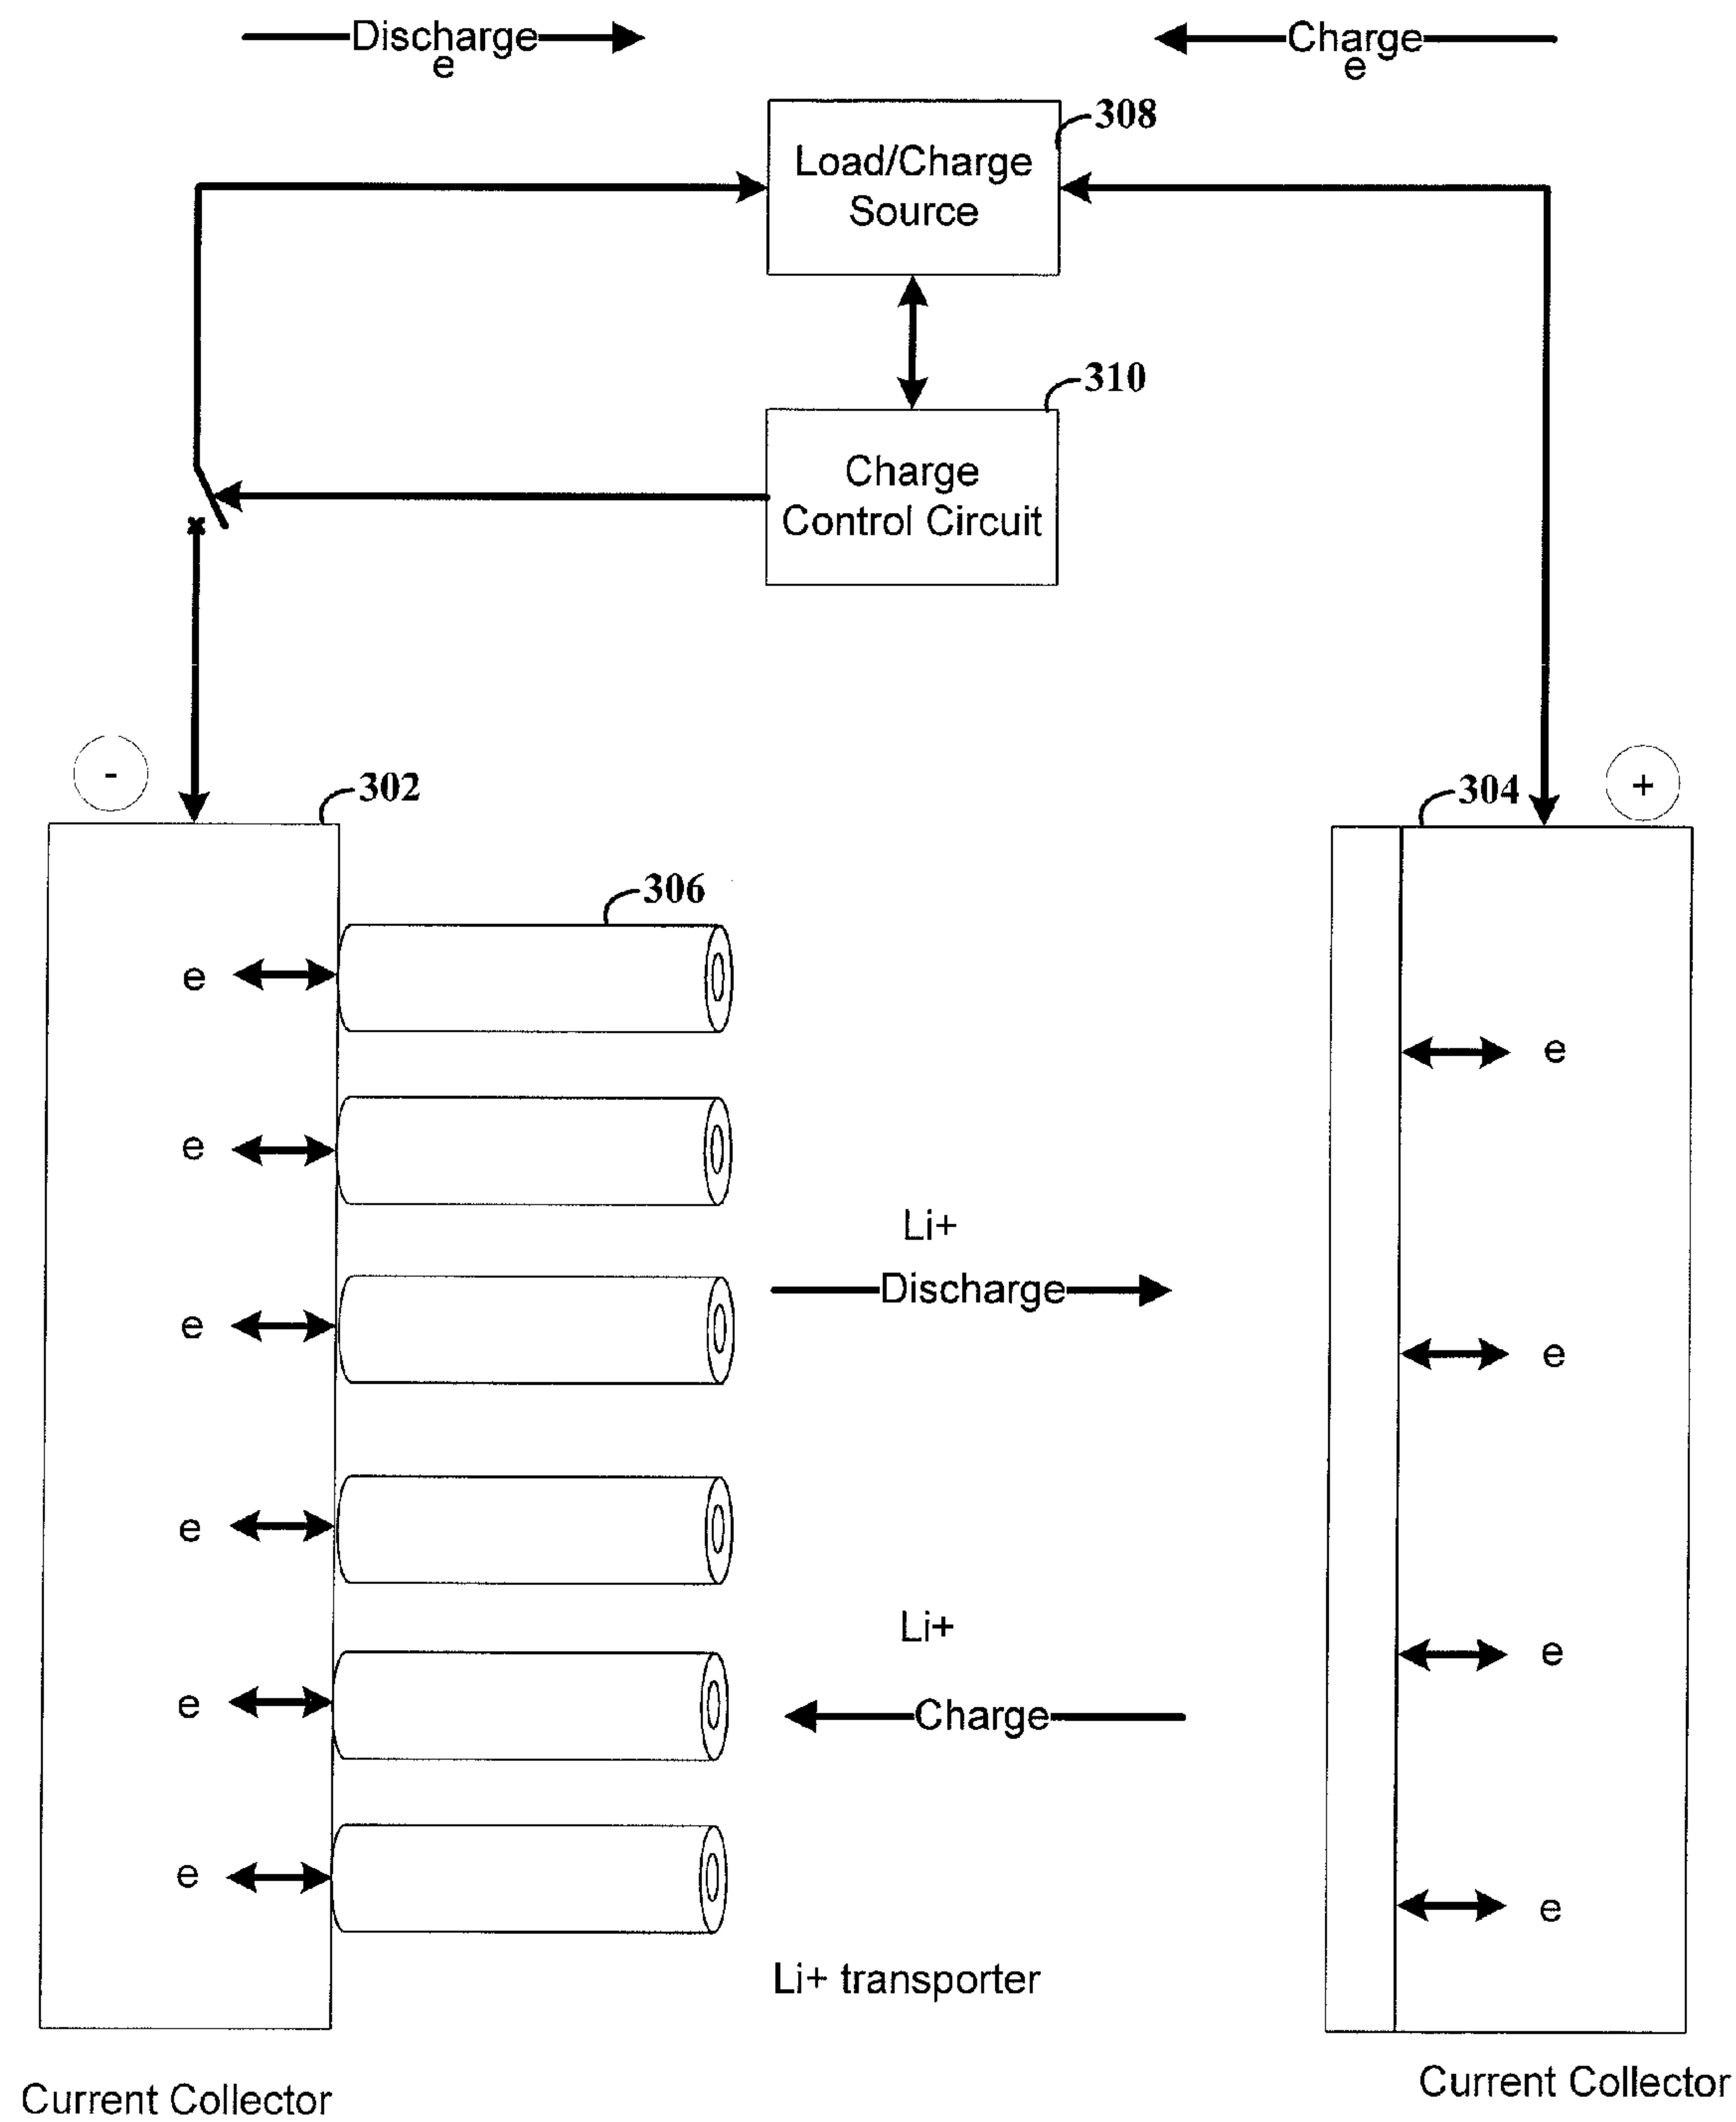 Discharge
e
Charge
e
308
Load/Charge
Source
310
Charge
Control Circuit
-
302
304
+
306
e
e
e
e
e
e
Li+
Discharge
Li+
Charge
Li+ transporter
e
e
e
e
Current Collector
Current Collector